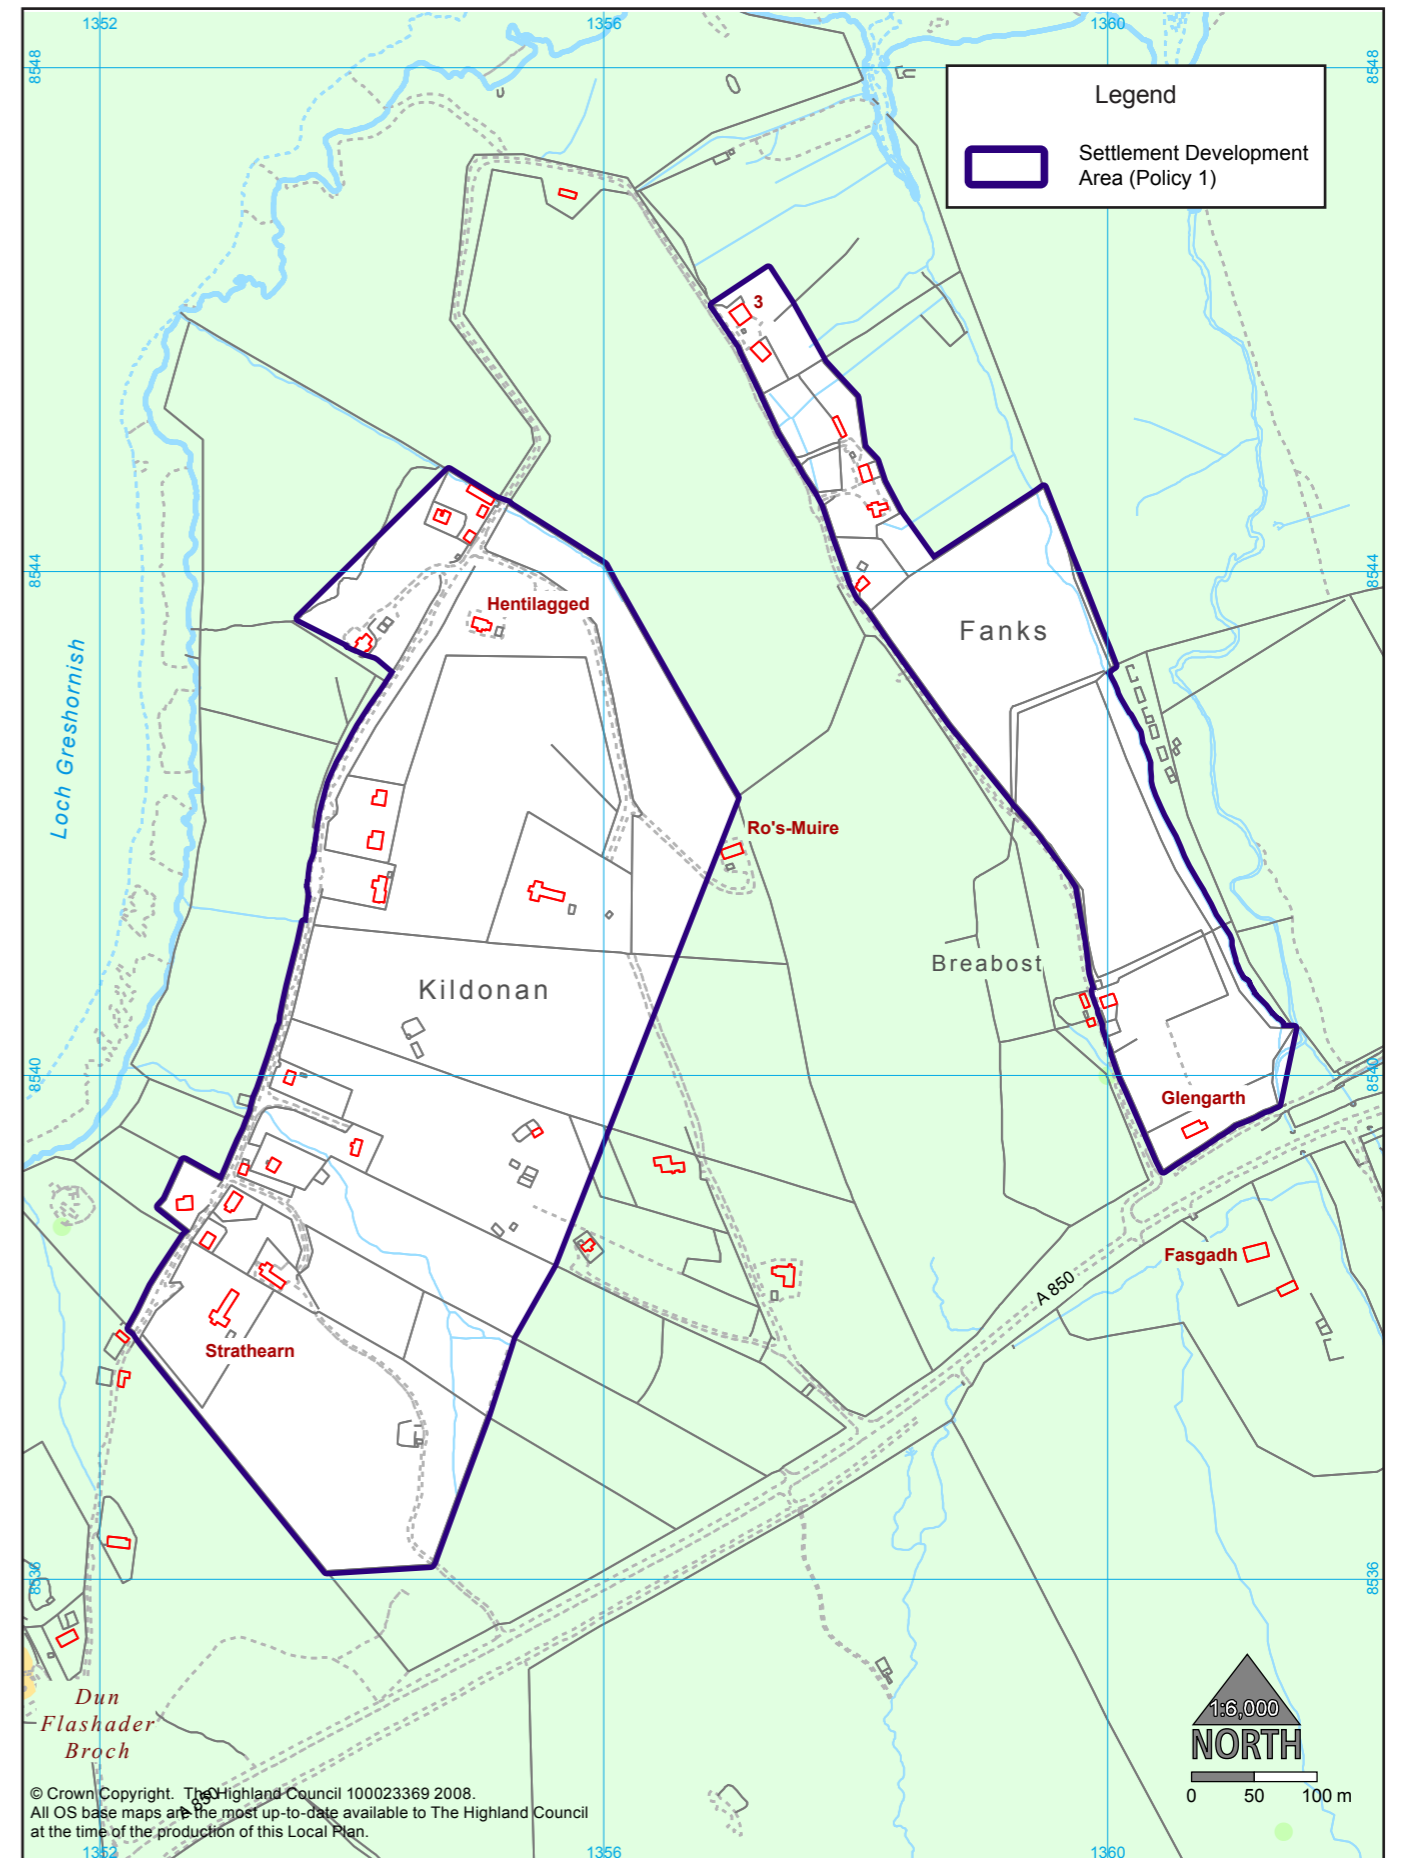 1352
1356
1360
8548
8548
Legend
Settlement Development
Area (Policy 1)
3
8544
8544
Hentilagged
Fanks
Loch Greshornish
Ro's-Muire
Breabost
Kildonan
8540
8540
Glengarth
Fasgadh
A 850
Strathearn
8536
8536
Dun
Flashader
Broch
1:6,000
NORTH
0 50 100 m
A 850
© Crown Copyright. The Highland Council 100023369 2008.
All OS base maps are the most up-to-date available to The Highland Council
at the time of the production of this Local Plan.
1352
1356
1360